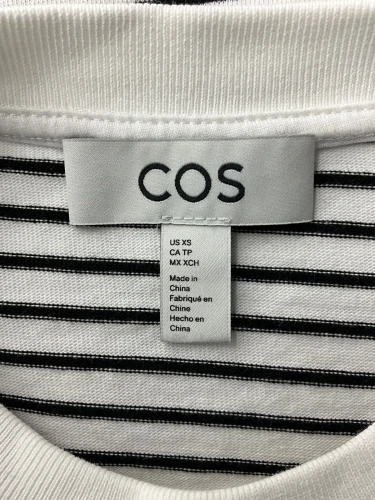 COS
US XS
CA TP
MX XCH
Made in
China
Fabriqué en
Chine
Hecho en
China